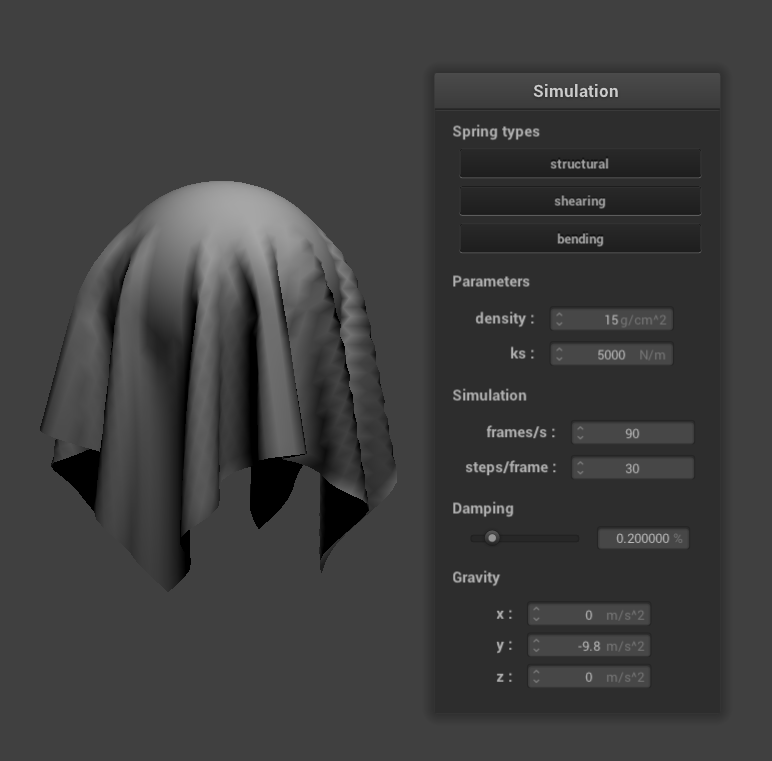 Simulation
Spring types
structural
shearing
bending
Parameters
density : 15 g/cm^2
ks : 5000 N/m
Simulation
frames/s : 90
steps/frame : 30
Damping
0.200000 %
Gravity
x : 0 m/s^2
y : -9.8 m/s^2
z : 0 m/s^2